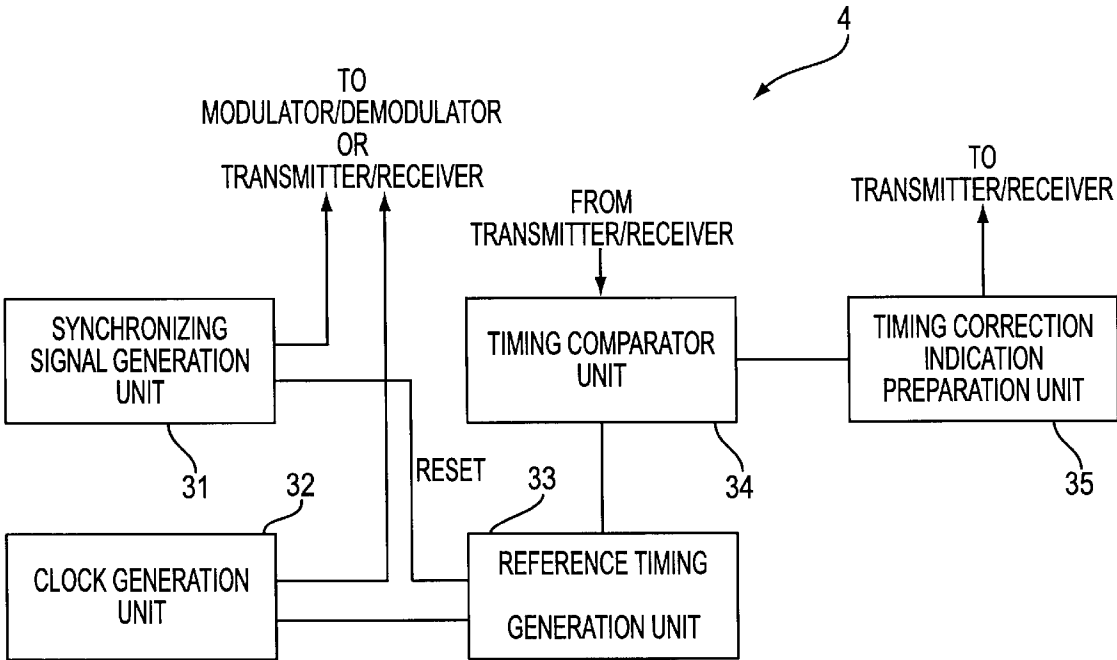 4
TO
MODULATOR/DEMODULATOR
OR
TRANSMITTER/RECEIVER
FROM
TRANSMITTER/RECEIVER
TO
TRANSMITTER/RECEIVER
SYNCHRONIZING
SIGNAL GENERATION
UNIT
31
TIMING COMPARATOR
UNIT
34
TIMING CORRECTION
INDICATION
PREPARATION UNIT
35
RESET
32
CLOCK GENERATION
UNIT
33
REFERENCE TIMING
GENERATION UNIT